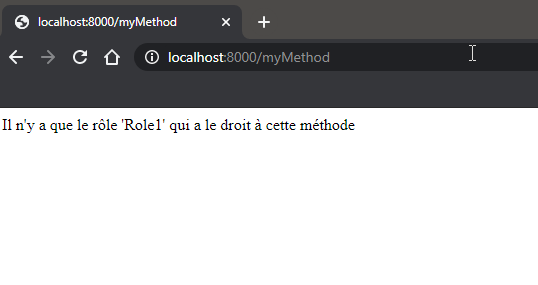 localhost:8000/myMethod
localhost:8000/myMethod
Il n'y a que le rôle 'Role1' qui a le droit à cette méthode